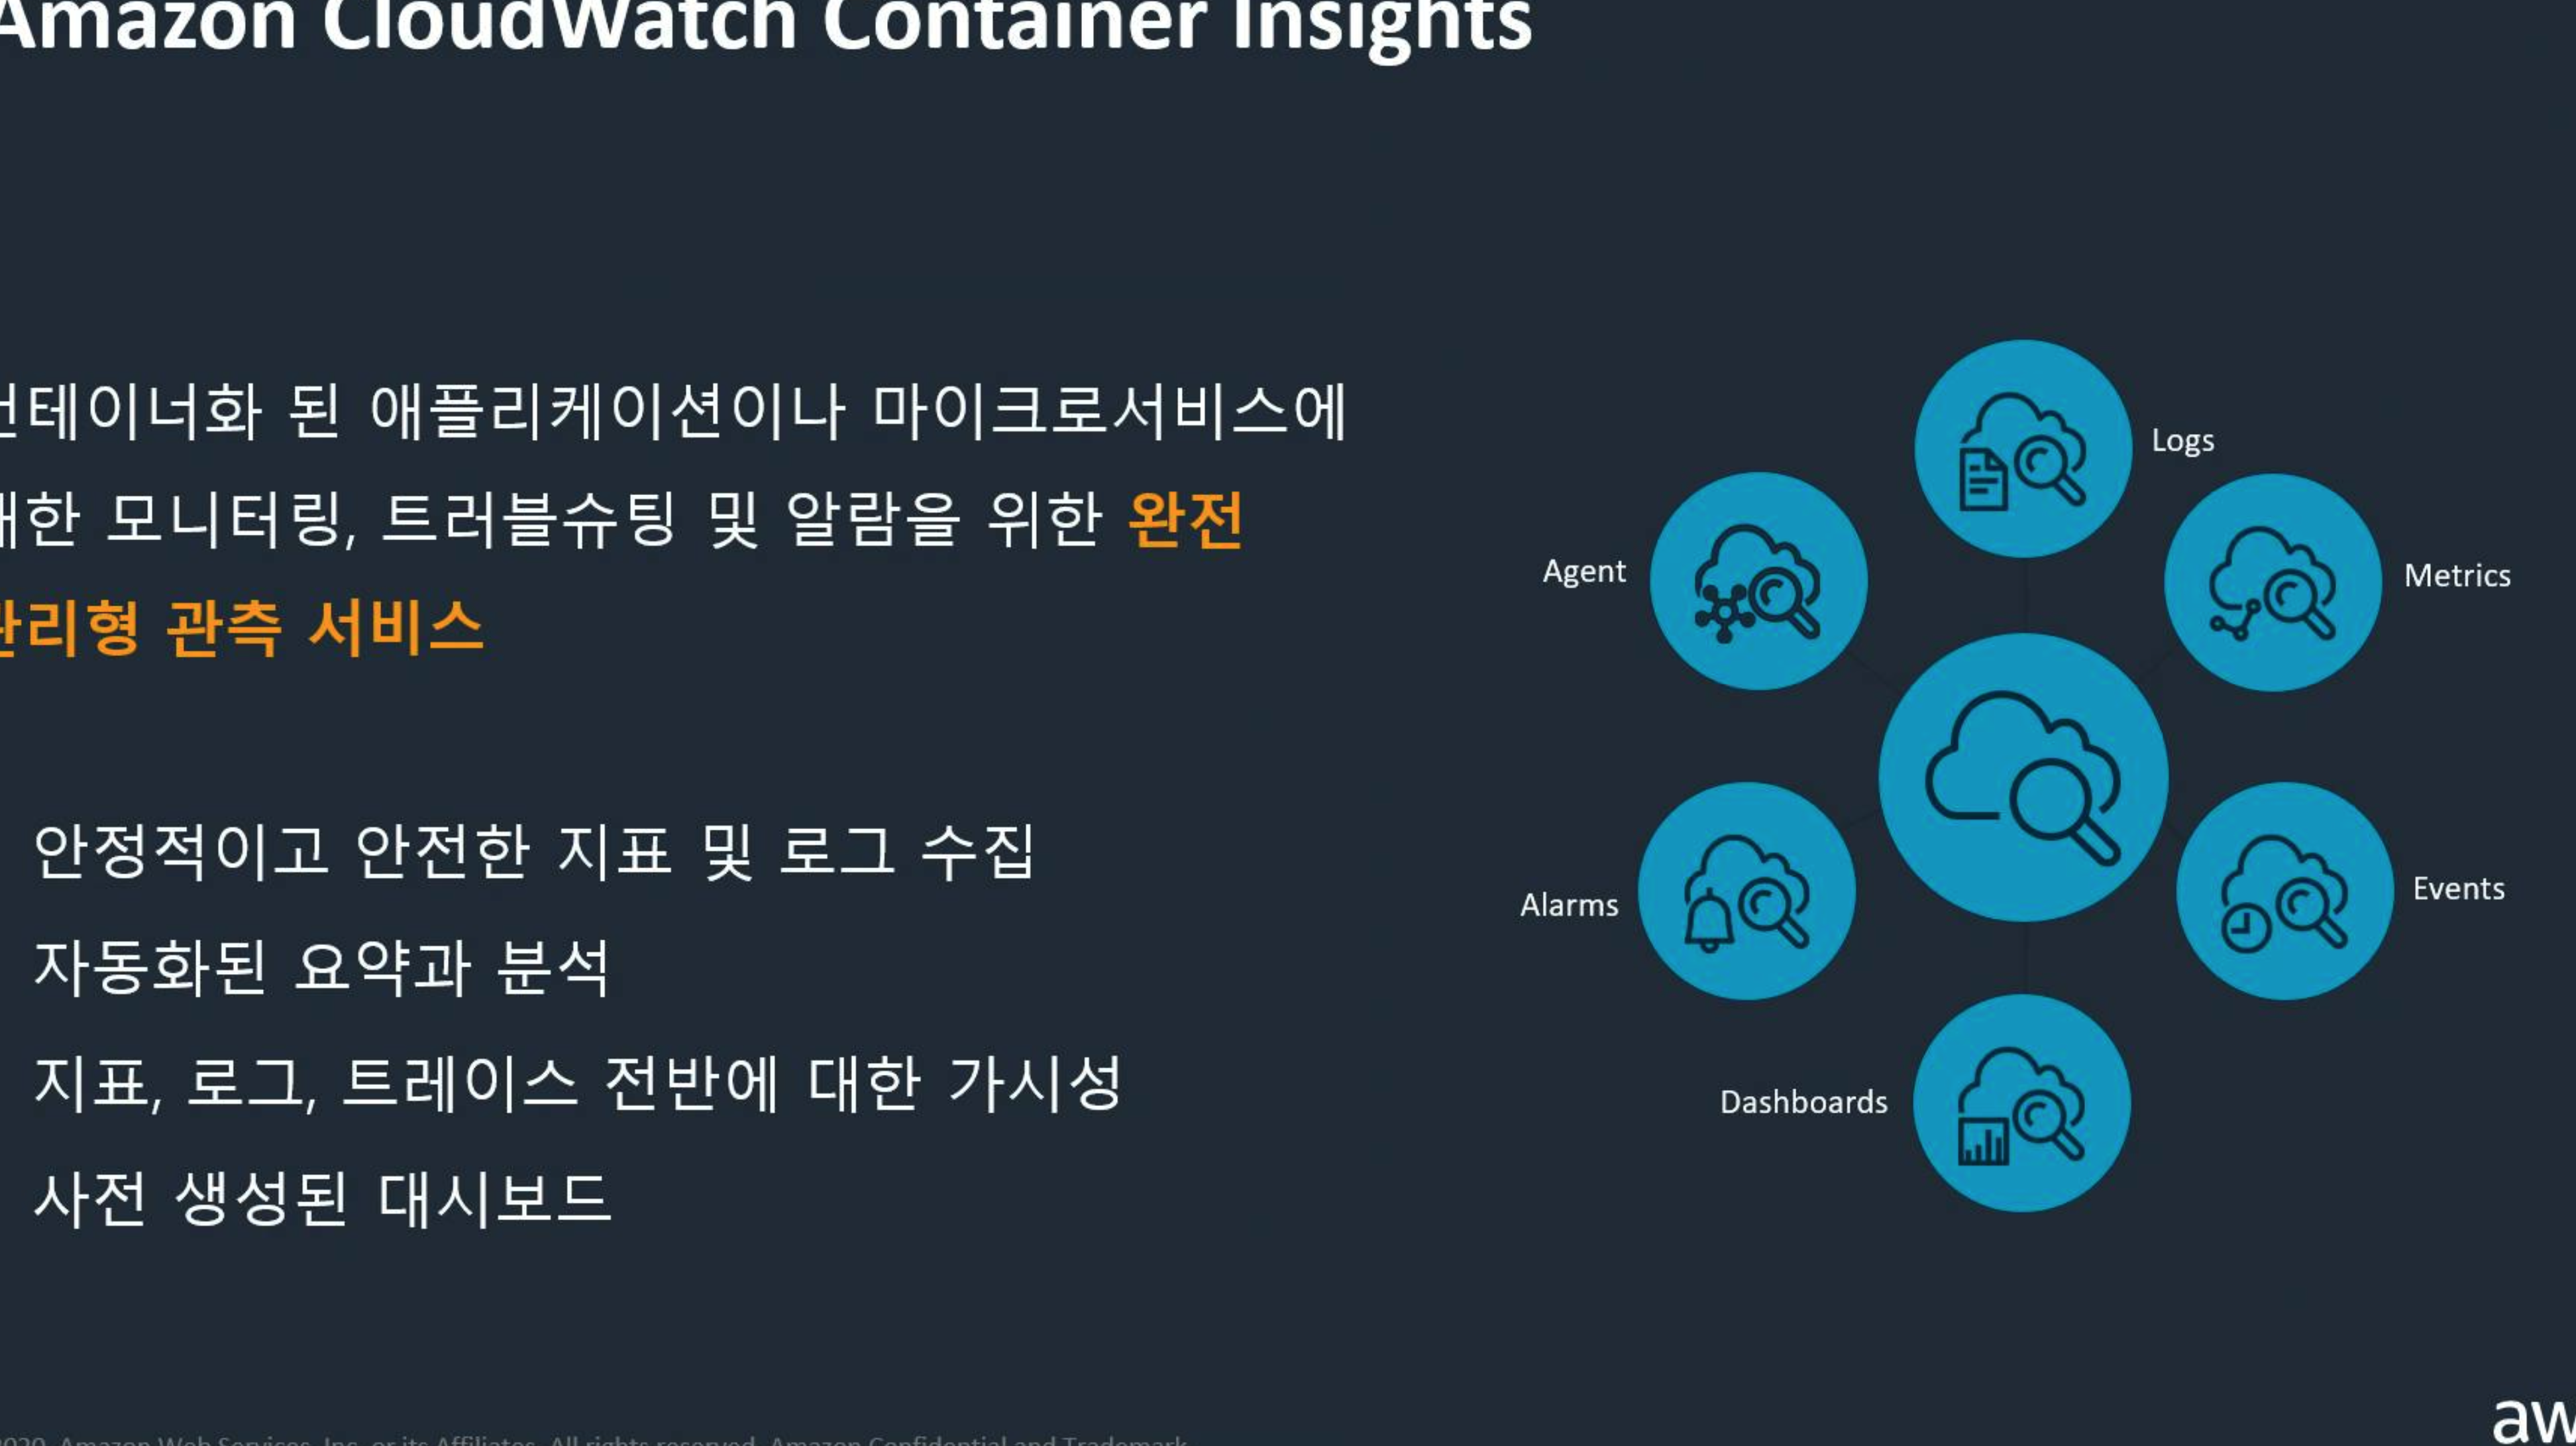 Amazon CloudWatch Container Insights
컨테이너화 된 애플리케이션이나 마이크로서비스에
대한 모니터링, 트러블슈팅 및 알람을 위한 완전
관리형 관측 서비스
안정적이고 안전한 지표 및 로그 수집
자동화된 요약과 분석
지표, 로그, 트레이스 전반에 대한 가시성
사전 생성된 대시보드
Logs
Agent
Metrics
Alarms
Events
Dashboards
2020, Amazon Web Services, Inc. or its Affiliates. All rights reserved. Amazon Confidential and Trademark
aw